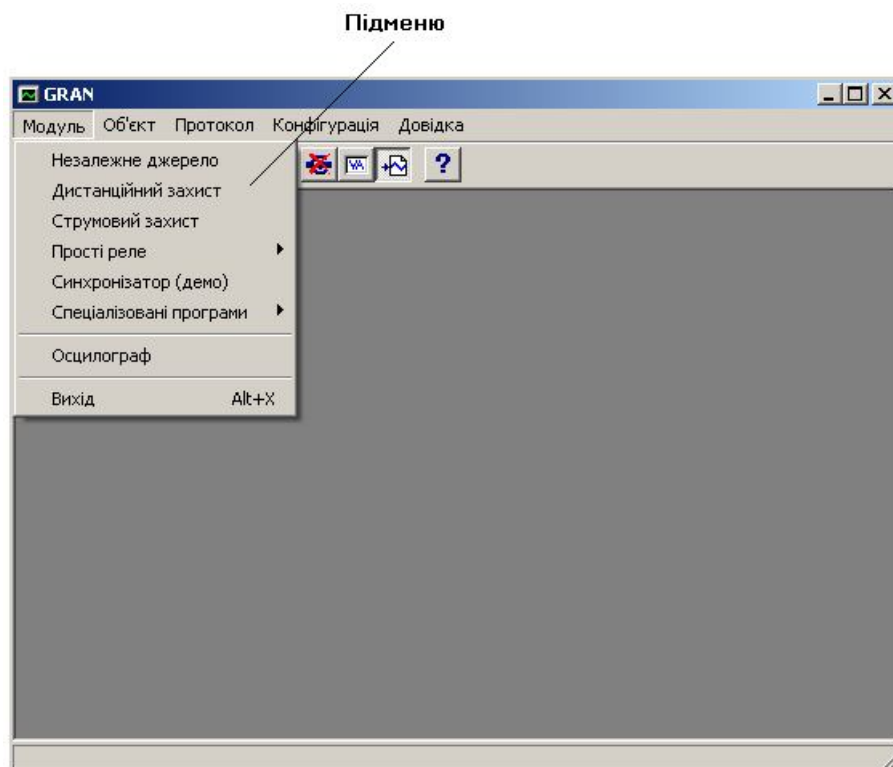 Підменю
GRAN
Модуль Об'єкт Протокол Конфігурація Довідка
Незалежне джерело
Дистанційний захист
Струмовий захист
Прості реле
Синхронізатор (демо)
Спеціалізовані програми
Осцилограф
Вихід Alt+X
VA
?